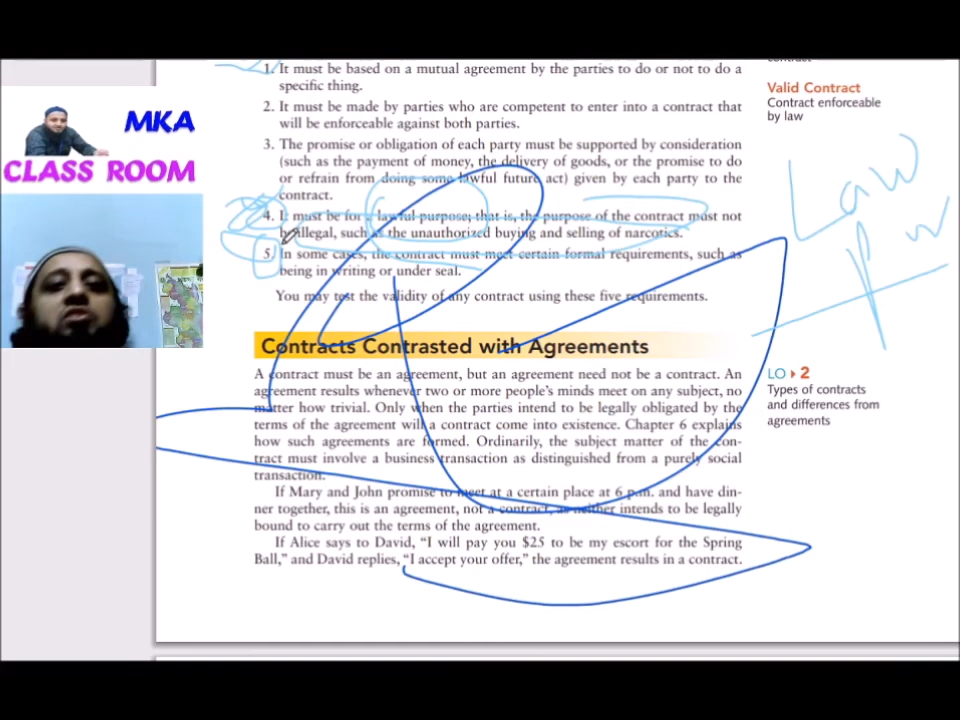 contract
1. It must be based on a mutual agreement by the parties to do or not to do a
specific thing.
Valid Contract
Contract enforceable
by law
MKA
CLASS ROOM
2. It must be made by parties who are competent to enter into a contract that
will be enforceable against both parties.
3. The promise or obligation of each party must be supported by consideration
(such as the payment of money, the delivery of goods, or the promise to do
or refrain from doing some lawful future act) given by each party to the
contract.
4. It must be for a lawful purpose; that is, the purpose of the contract must not
be illegal, such as the unauthorized buying and selling of narcotics.
5. In some cases, the contract must meet certain formal requirements, such as
being in writing or under seal.
You may test the validity of any contract using these five requirements.
Law
Contracts Contrasted with Agreements
A contract must be an agreement, but an agreement need not be a contract. An
agreement results whenever two or more people's minds meet on any subject, no
matter how trivial. Only when the parties intend to be legally obligated by the
terms of the agreement will a contract come into existence. Chapter 6 explains
how such agreements are formed. Ordinarily, the subject matter of the con-
tract must involve a business transaction as distinguished from a purely social
transaction.
LO 2
Types of contracts
and differences from
agreements
If Mary and John promise to meet at a certain place at 6 p.m. and have din-
ner together, this is an agreement, not a contract, as neither intends to be legally
bound to carry out the terms of the agreement.
If Alice says to David, "I will pay you $25 to be my escort for the Spring
Ball," and David replies, "I accept your offer," the agreement results in a contract.